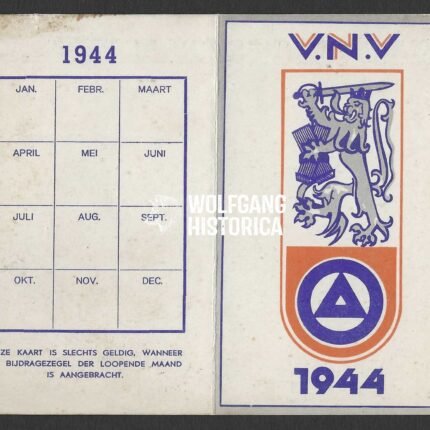 1944
JAN. FEBR. MAART
APRIL MEI JUNI
JULI AUG. SEPT.
OKT. NOV. DEC.
ZE KAART IS SLECHTS GELDIG, WANNEER
BIJDRAGEZEGEL DER LOOPENDE MAAND
IS AANGEBRACHT.
V.N.V
1944
WOLFGANG
HISTORICA